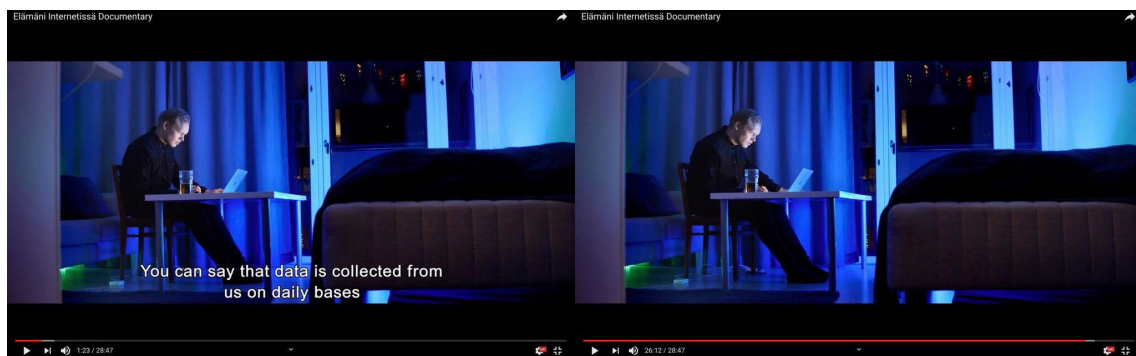 Elämäni Internetissä Documentary
You can say that data is collected from
us on daily bases
1:23 / 28:47
Elämäni Internetissä Documentary
26:12 / 28:47